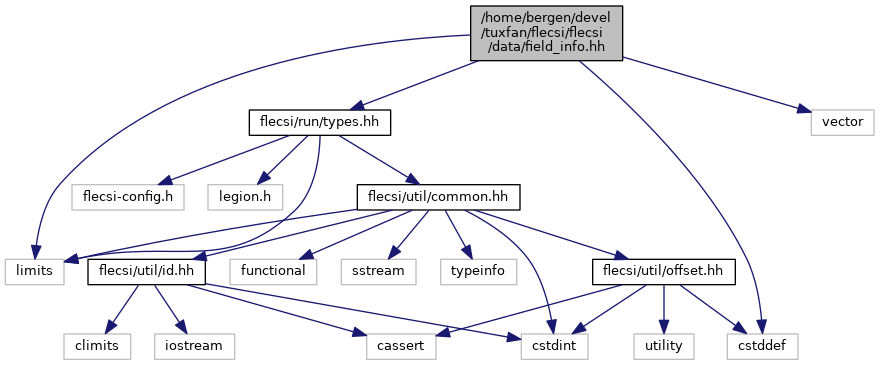 /home/bergen/devel
/tuxfan/flecsi/flecsi
/data/field_info.hh
flecsi/run/types.hh
vector
flecsi-config.h
legion.h
flecsi/util/common.hh
limits
flecsi/util/id.hh
functional
sstream
typeinfo
flecsi/util/offset.hh
climits
iostream
cassert
cstdint
utility
cstddef